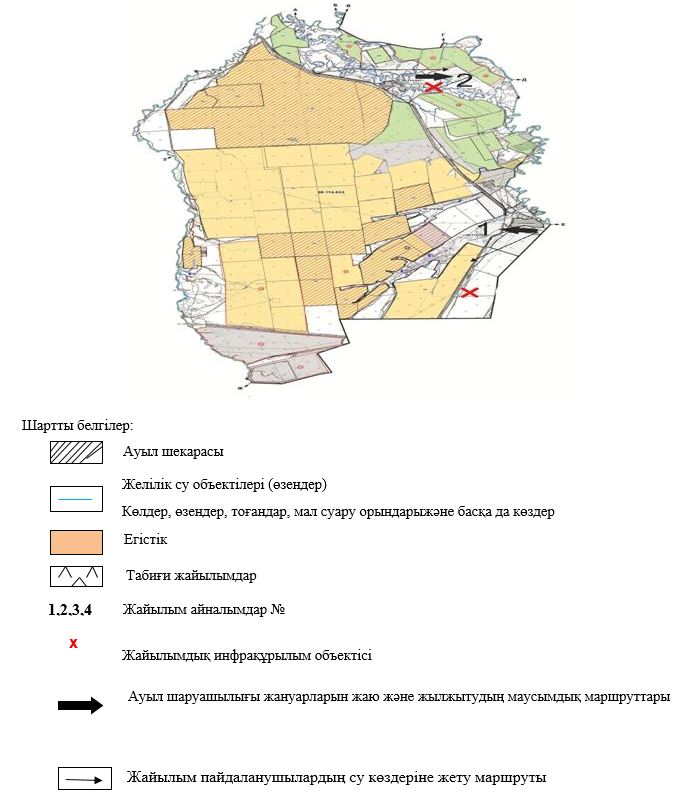 А
Б
В
Г
Д
2
З
1
Е
Ж
Шартты белгілер:
Ауыл шекарасы
Желілік су объектілері (өзендер)
Көлдер, өзендер, тоғандар, мал суару орындарыжәне басқа да көздер
Егістік
Табиғи жайылымдар
1,2,3,4 Жайылым айналымдар №
х Жайылымдық инфрақұрылым объектісі
Ауыл шаруашылығы жануарларын жаю және жылжытудың маусымдық маршруттары
Жайылым пайдаланушылардың су көздеріне жету маршруты